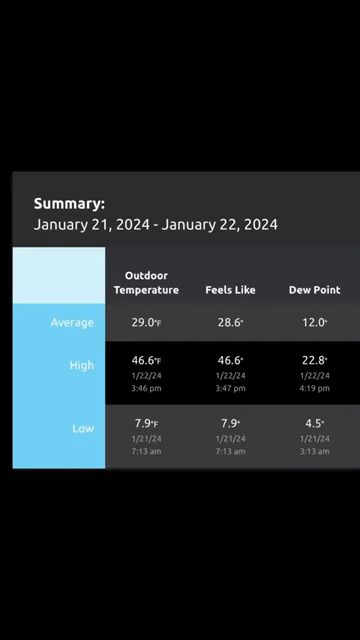 Summary:
January 21, 2024 - January 22, 2024
Outdoor Temperature Feels Like Dew Point
Average 29.0°F 28.6° 12.0°
High 46.6°F 46.6° 22.8°
1/22/24 1/22/24 1/22/24
3:46 pm 3:47 pm 4:19 pm
Low 7.9°F 7.9° 4.5°
1/21/24 1/21/24 1/21/24
7:13 am 7:13 am 3:13 am